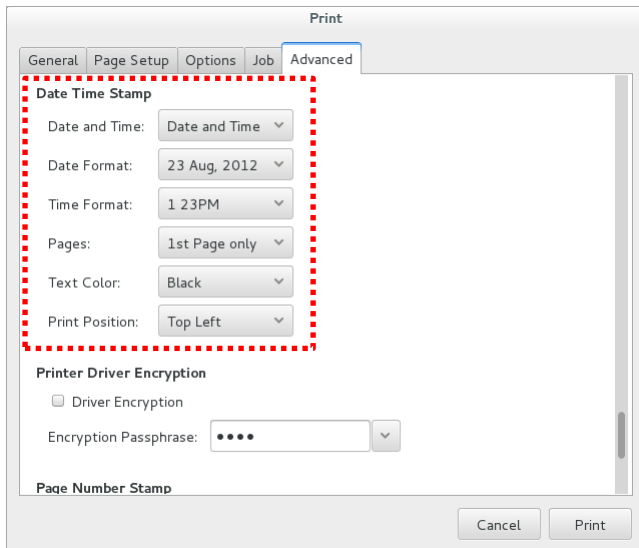 Print
General Page Setup Options Job Advanced
Date Time Stamp
Date and Time: Date and Time
Date Format: 23 Aug, 2012
Time Format: 1 23PM
Pages: 1st Page only
Text Color: Black
Print Position: Top Left
Printer Driver Encryption
Driver Encryption
Encryption Passphrase: ●●●●
Page Number Stamp
Cancel Print